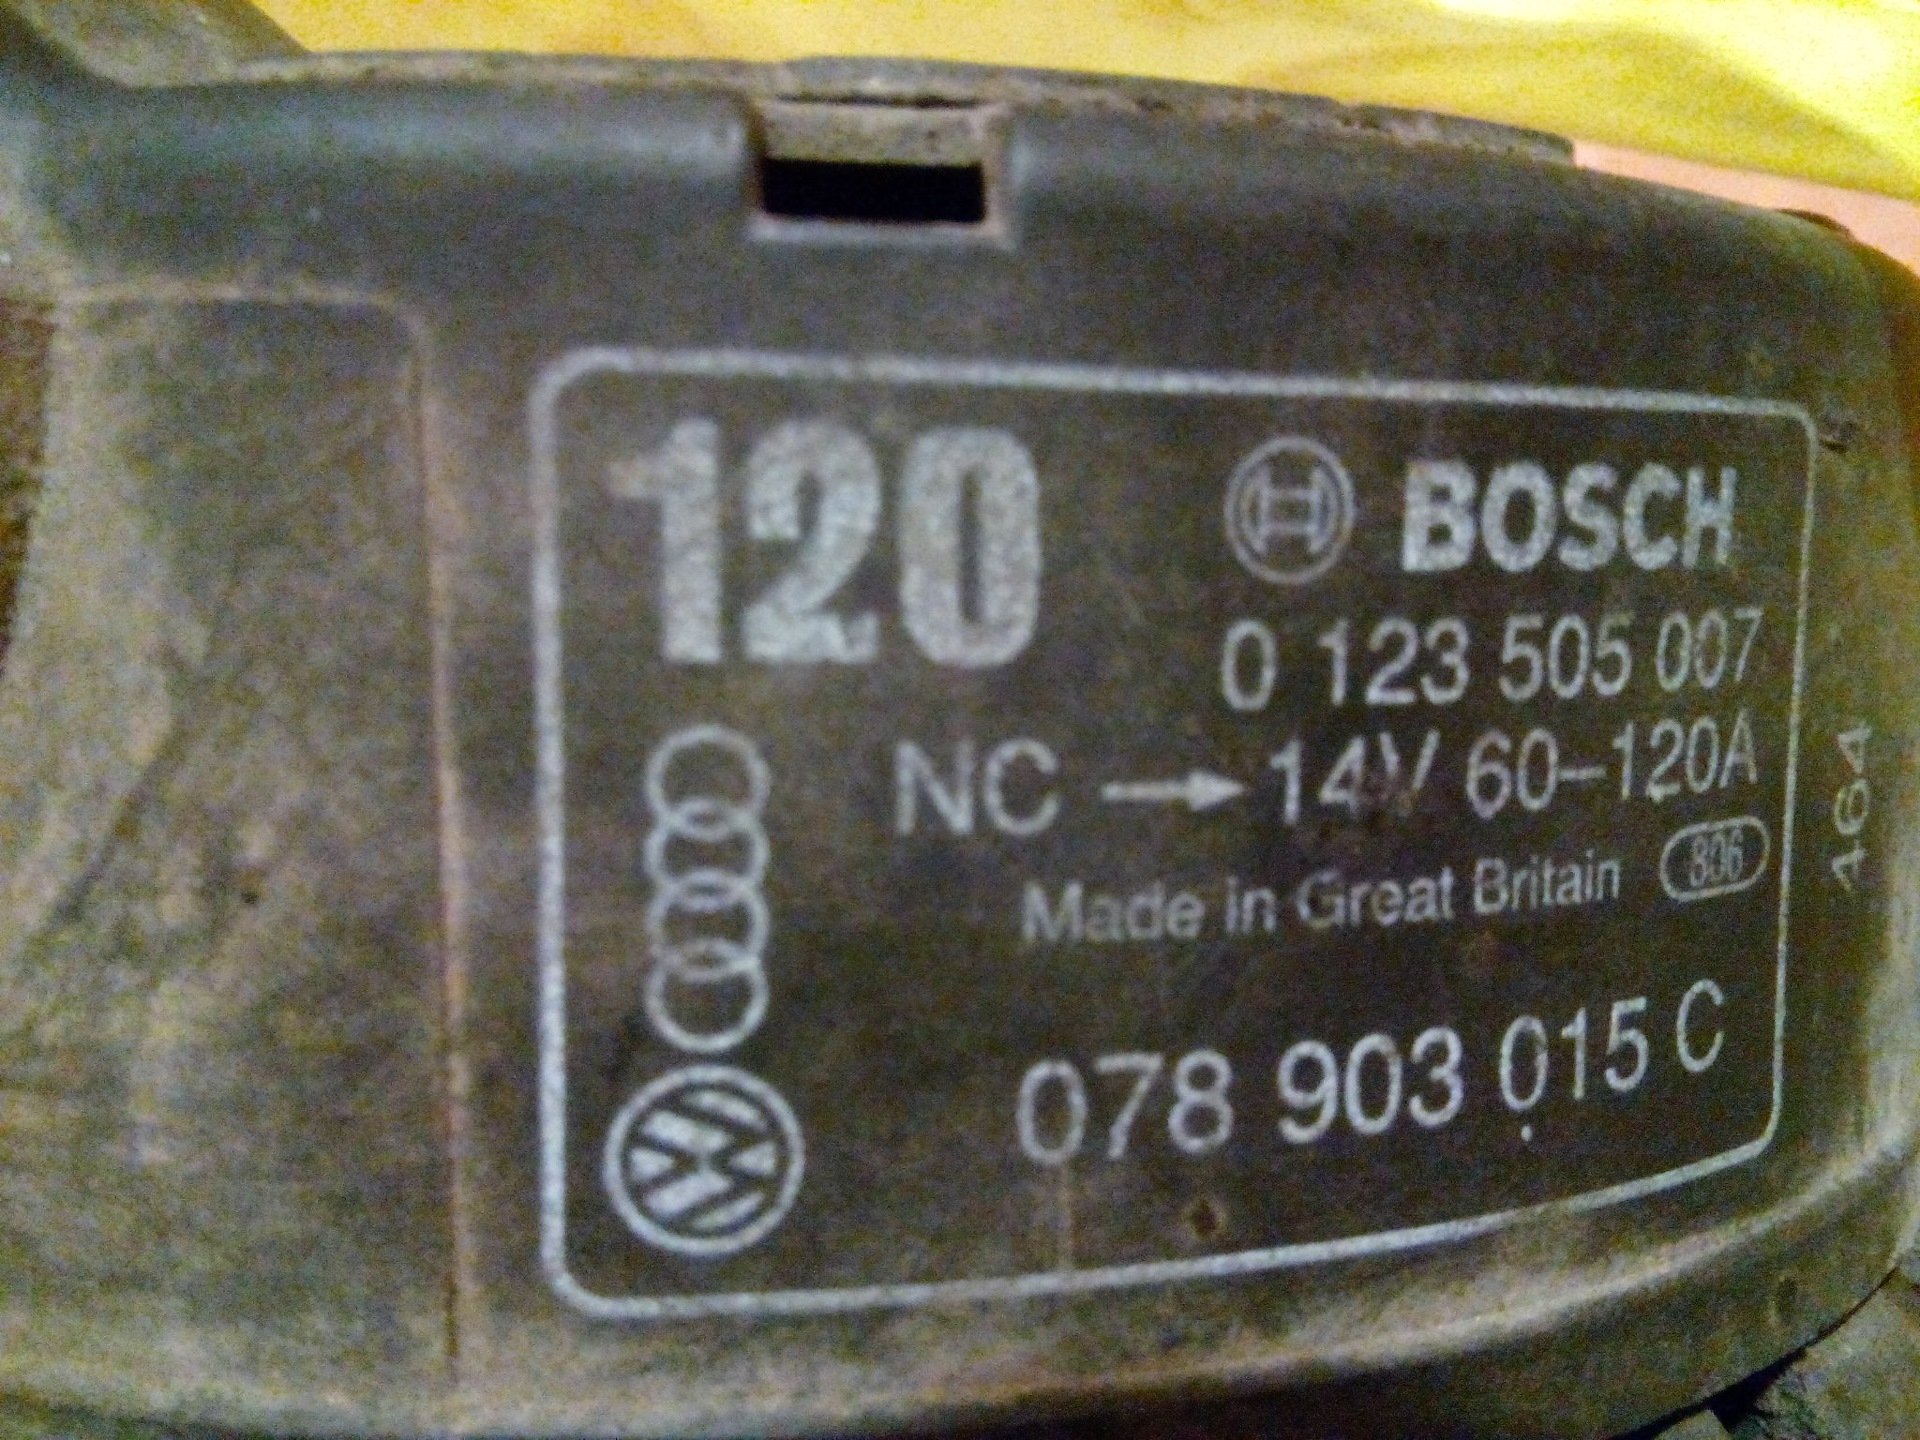 120
BOSCH
0 123 505 007
NC → 14V 60-120A
Made in Great Britain 806
078 903 015 C
464